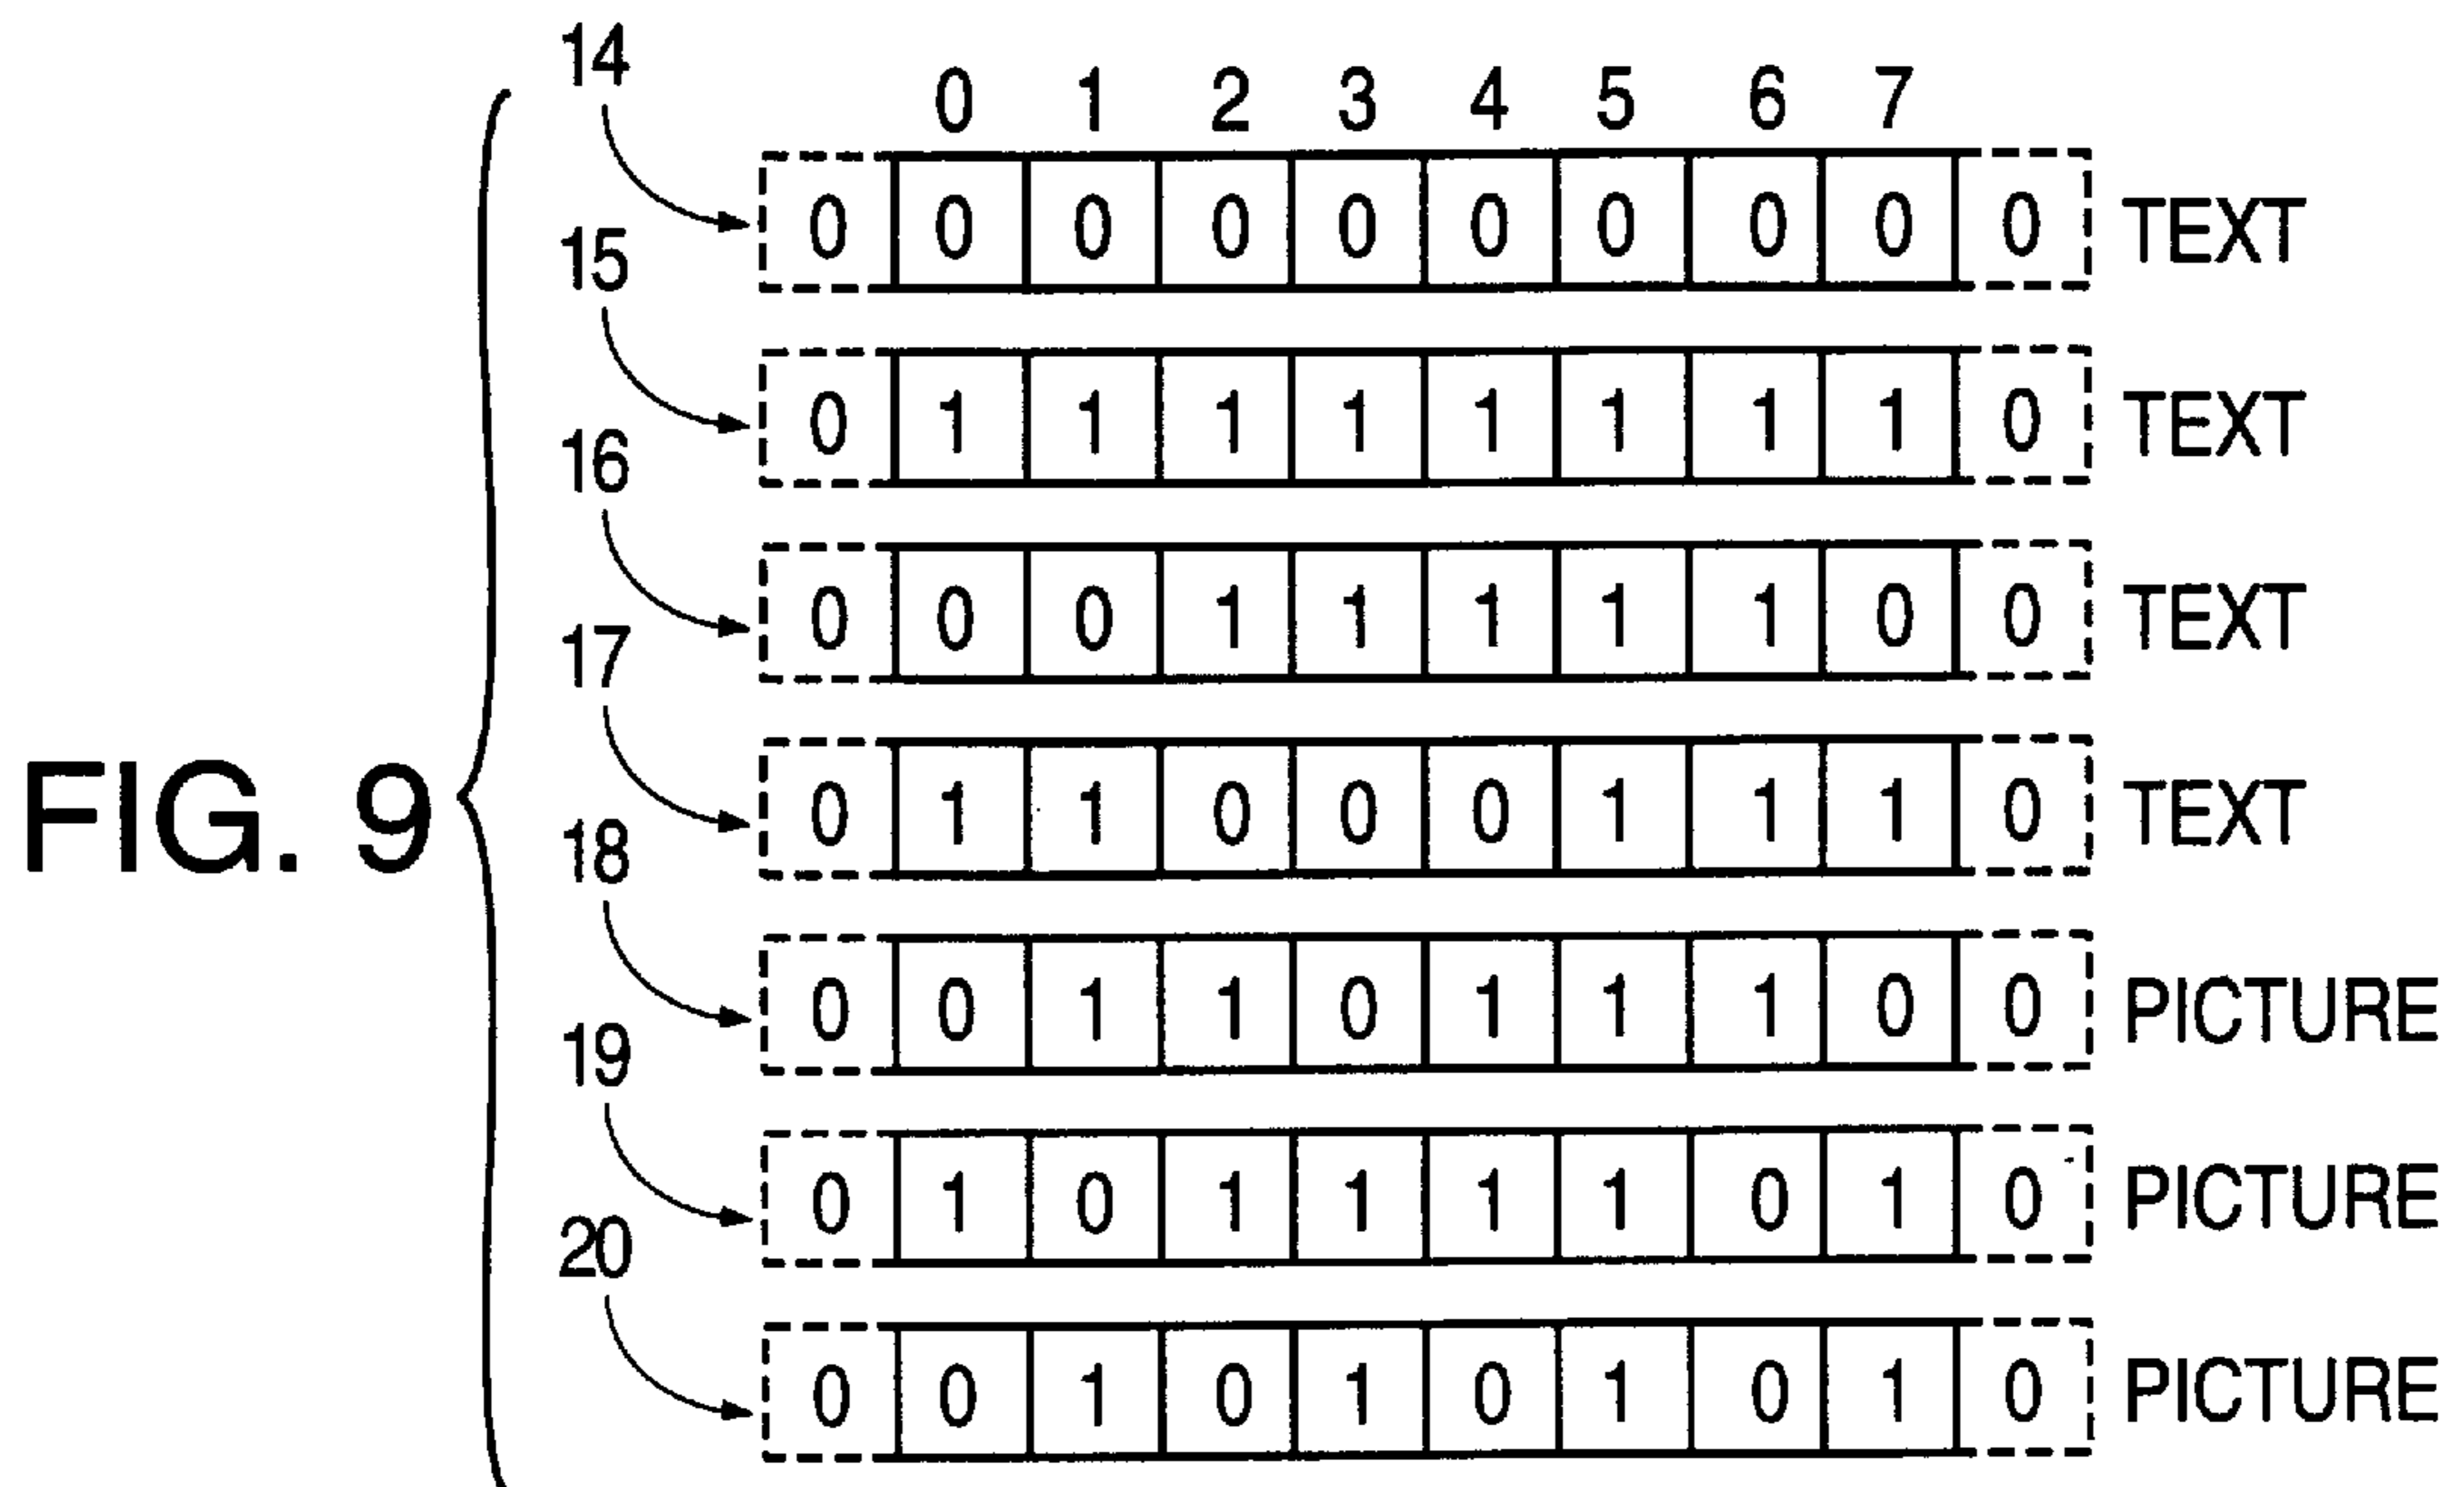 14
0 1 2 3 4 5 6 7
0 0 0 0 0 0 0 0 0 0 TEXT
15
0 1 1 1 1 1 1 1 1 0 TEXT
16
0 0 0 1 1 1 1 1 0 0 TEXT
17
0 1 1 0 0 0 1 1 1 0 TEXT
FIG. 9
18
0 0 1 1 0 1 1 1 0 0 PICTURE
19
0 1 0 1 1 1 1 0 1 0 PICTURE
20
0 0 1 0 1 0 1 0 1 0 PICTURE